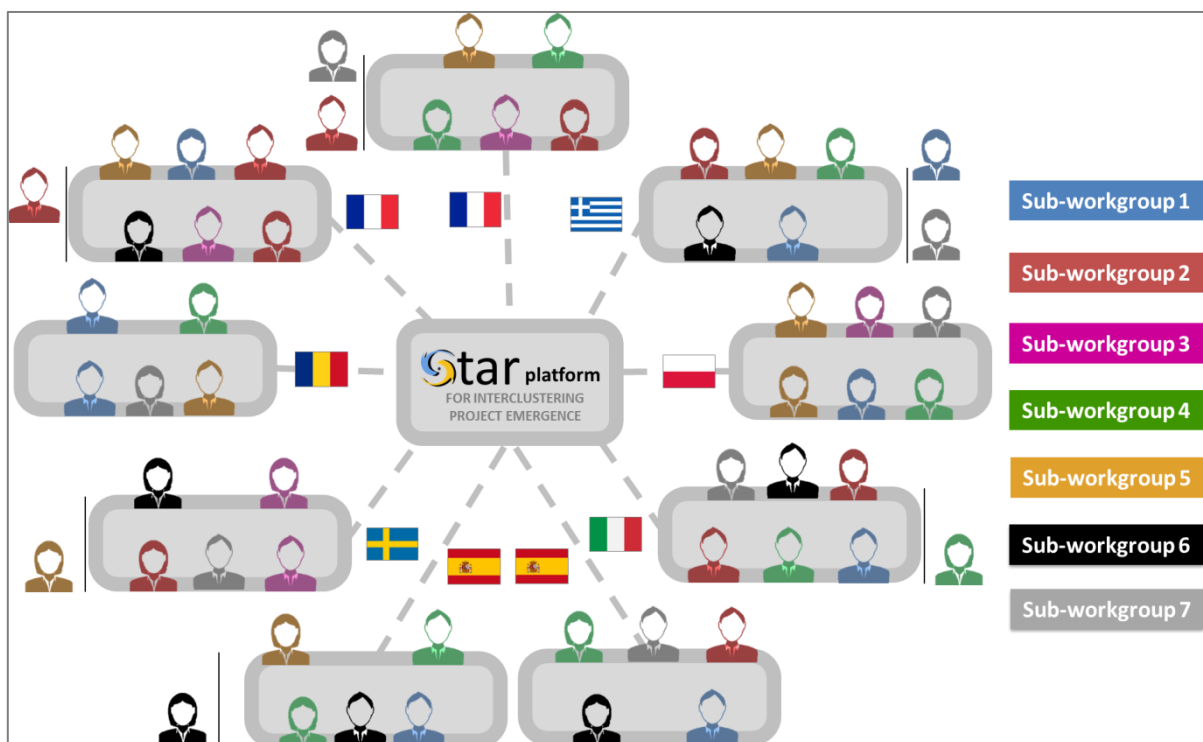 Star platform
FOR INTERCLUSTERING
PROJECT EMERGENCE
Sub-workgroup 1
Sub-workgroup 2
Sub-workgroup 3
Sub-workgroup 4
Sub-workgroup 5
Sub-workgroup 6
Sub-workgroup 7